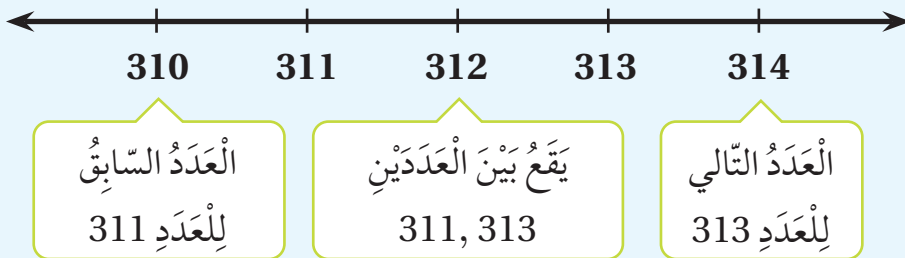 310 311 312 313 314
الْعَدَدُ السّابِقُ
لِلْعَدَدِ 311
يَقَعُ بَيْنَ الْعَدَدَيْنِ
311, 313
الْعَدَدُ التّالي
لِلْعَدَدِ 313